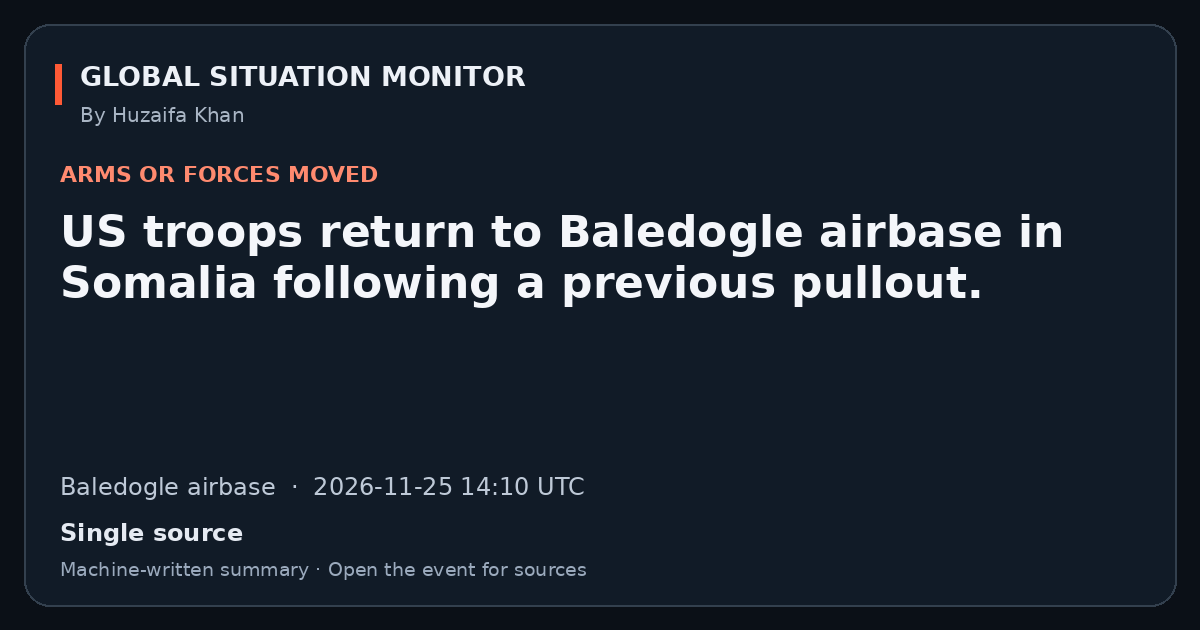 GLOBAL SITUATION MONITOR
By Huzaifa Khan
ARMS OR FORCES MOVED
US troops return to Baledogle airbase in
Somalia following a previous pullout.
Baledogle airbase · 2026-11-25 14:10 UTC
Single source
Machine-written summary · Open the event for sources